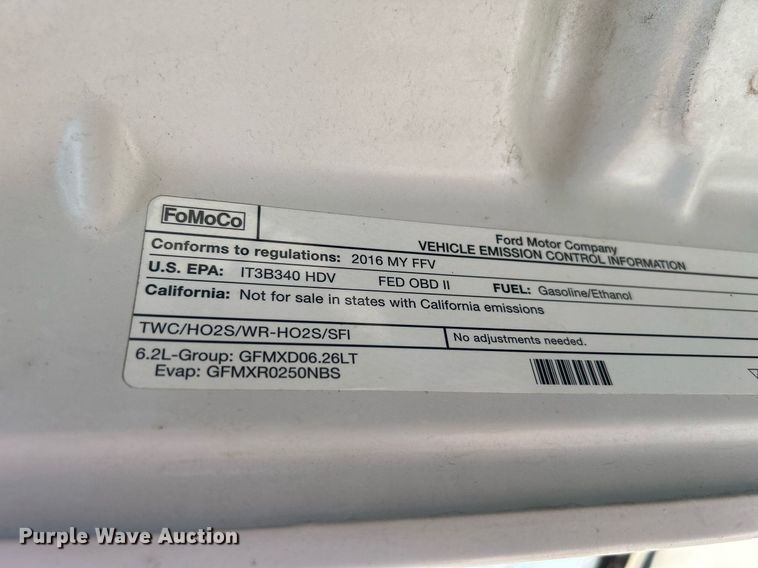 FoMoCo
Ford Motor Company
VEHICLE EMISSION CONTROL INFORMATION
Conforms to regulations: 2016 MY FFV
U.S. EPA: IT3B340 HDV FED OBD II FUEL: Gasoline/Ethanol
California: Not for sale in states with California emissions
TWC/HO2S/WR-HO2S/SFI No adjustments needed.
6.2L-Group: GFMXD06.26LT
Evap: GFMXR0250NBS
Purple Wave Auction